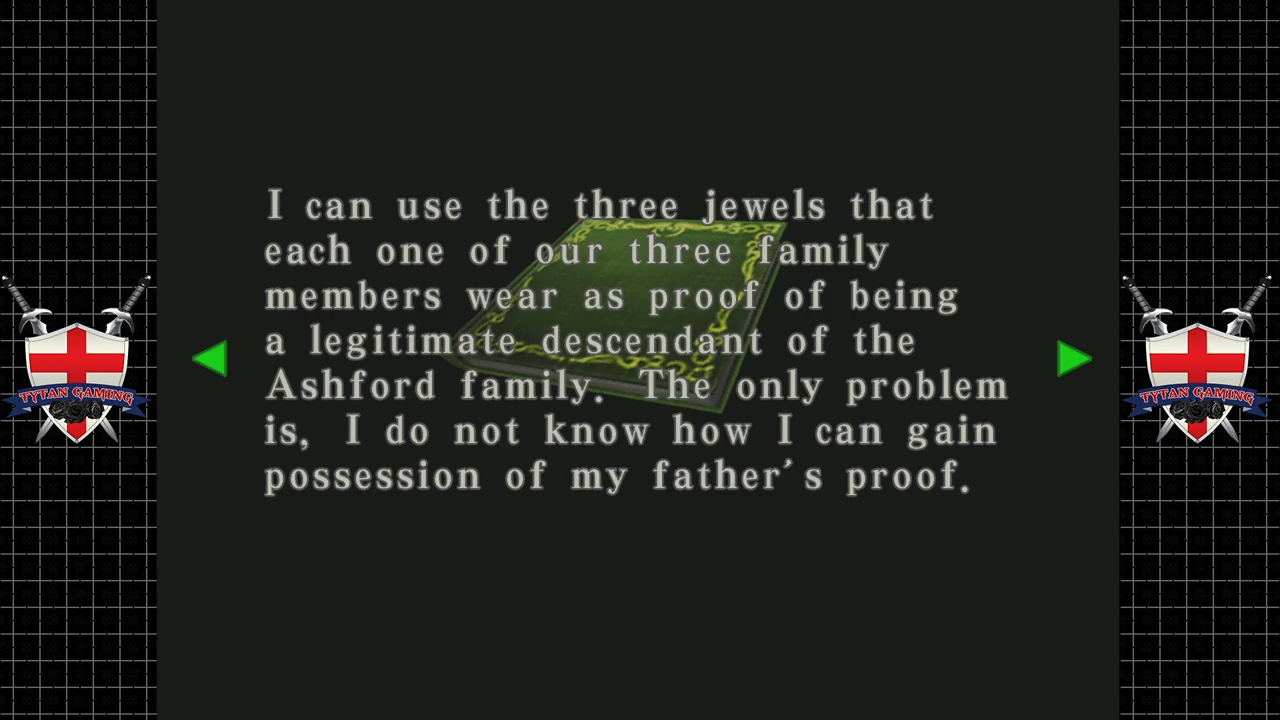 I can use the three jewels that
each one of our three family
members wear as proof of being
a legitimate descendant of the
Ashford family. The only problem
is, I do not know how I can gain
possession of my father's proof.
TYTAN GAMING
TYTAN GAMING